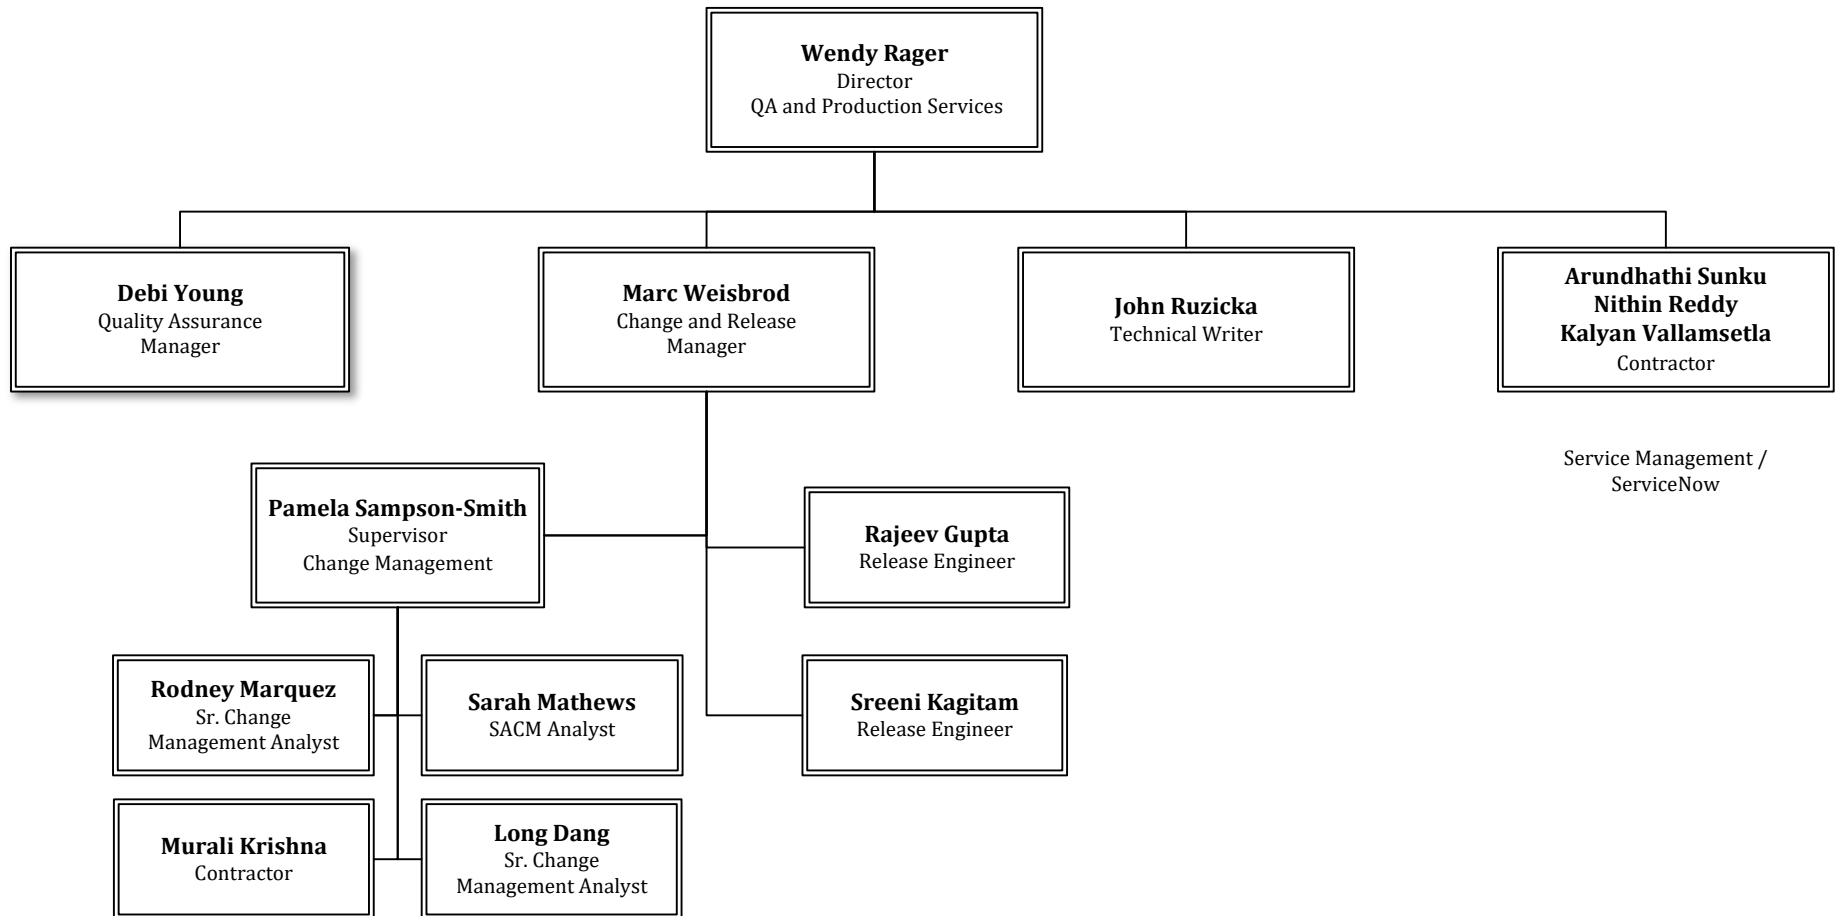 Wendy Rager
Director
QA and Production Services
Debi Young
Quality Assurance
Manager
Marc Weisbrod
Change and Release
Manager
John Ruzicka
Technical Writer
Arundhathi Sunku
Nithin Reddy
Kalyan Vallamsetla
Contractor
Service Management /
ServiceNow
Pamela Sampson-Smith
Supervisor
Change Management
Rajeev Gupta
Release Engineer
Rodney Marquez
Sr. Change
Management Analyst
Sarah Mathews
SACM Analyst
Sreeni Kagitam
Release Engineer
Murali Krishna
Contractor
Long Dang
Sr. Change
Management Analyst